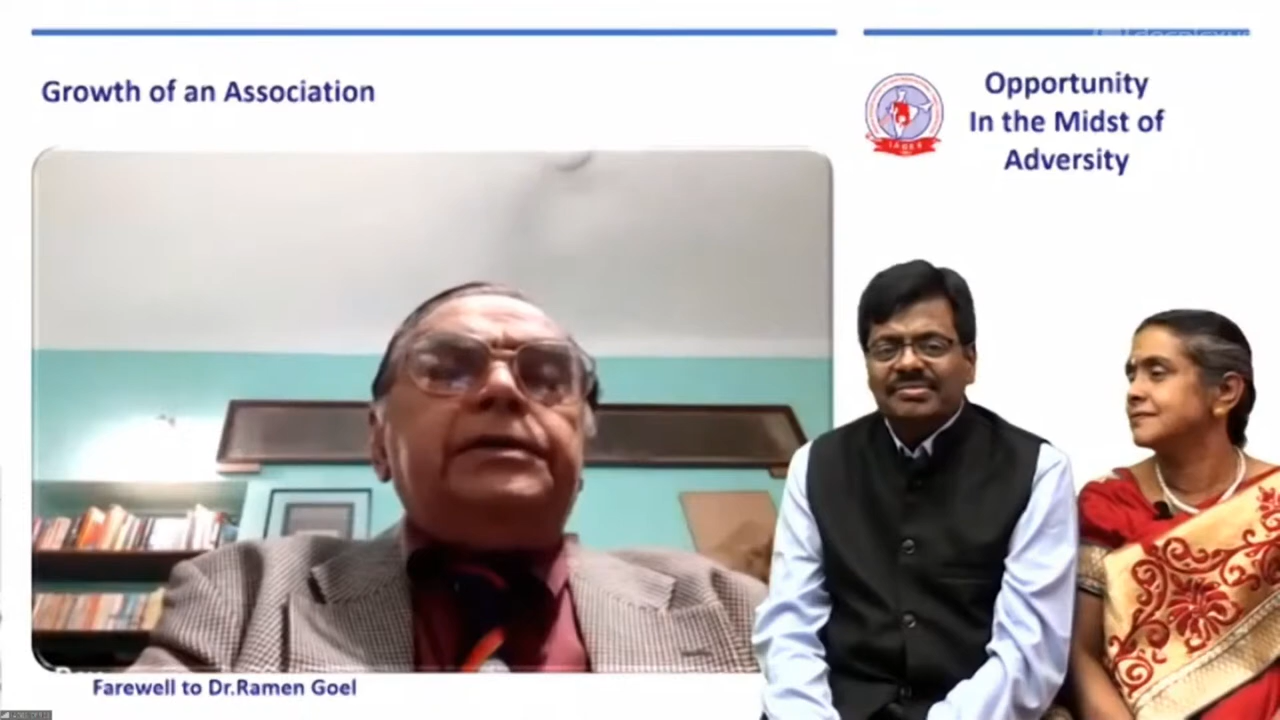 Growth of an Association
Opportunity
In the Midst of
Adversity
Farewell to Dr.Ramen Goel